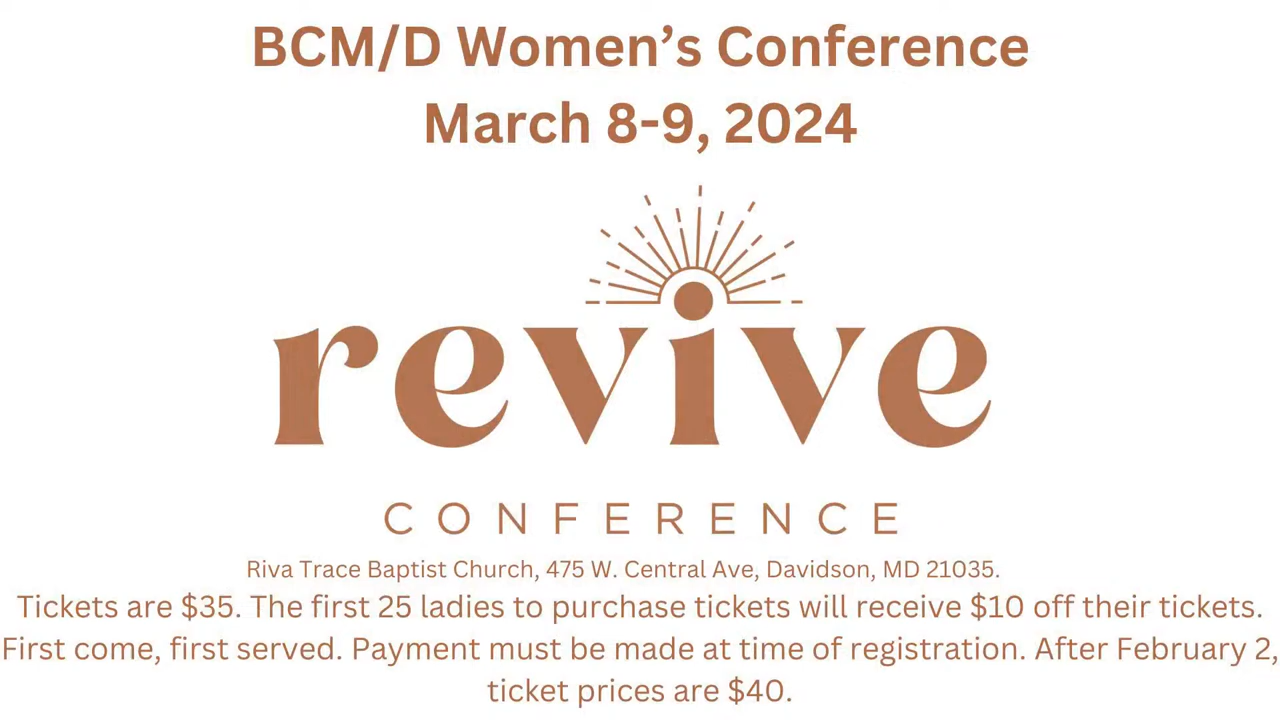 BCM/D Women’s Conference
March 8-9, 2024
revive
CONFERENCE
Riva Trace Baptist Church, 475 W. Central Ave, Davidson, MD 21035.
Tickets are $35. The first 25 ladies to purchase tickets will receive $10 off their tickets.
First come, first served. Payment must be made at time of registration. After February 2,
ticket prices are $40.